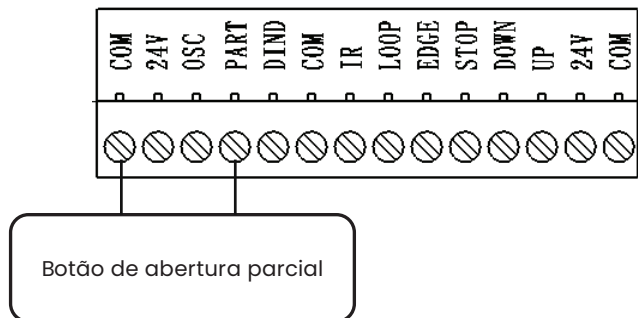 COM 24V OSC PART DIND COM IR LOOP EDGE STOP DOWN UP 24V COM
Botão de abertura parcial